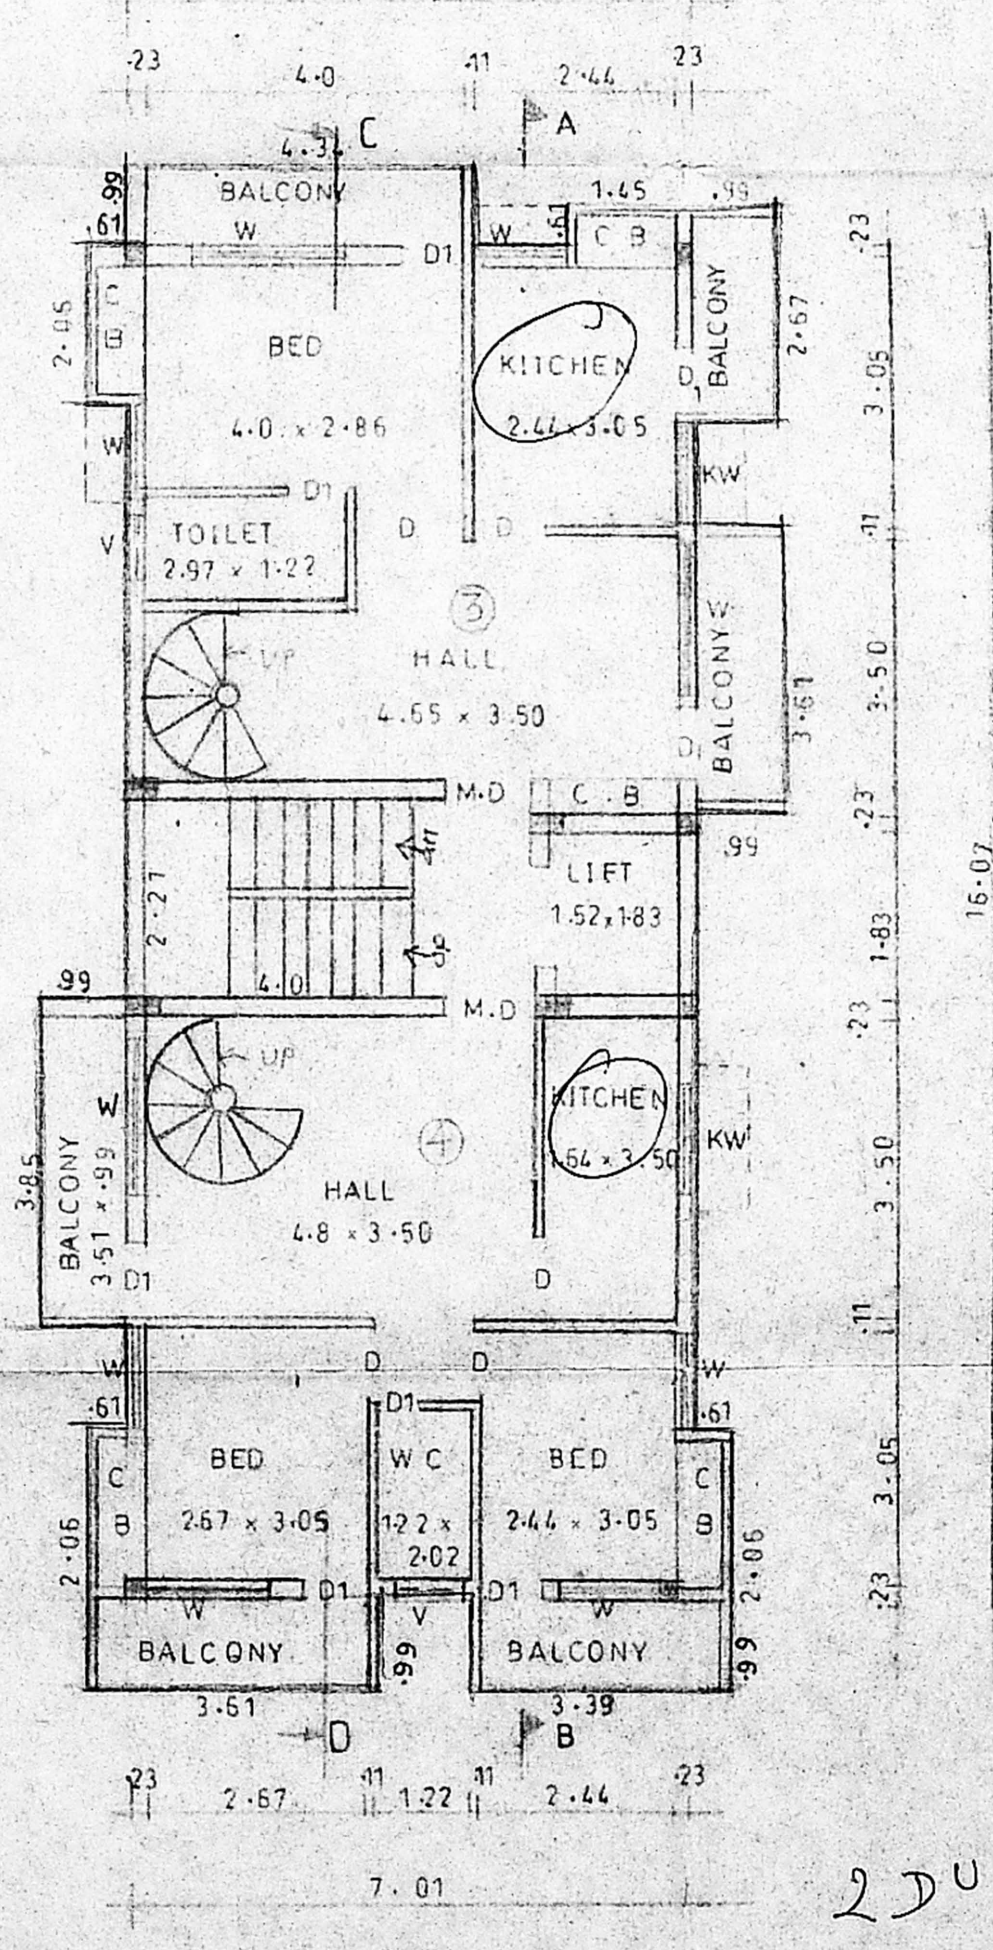 .23 4.0 .11 2.44 .23
C A
4.34
.99 BALCONY 1.45 .99
.61 W D1 W .61 C B .23
C B BALCONY
2.05 BED KITCHEN D1 2.67
4.0 x 2.86 2.44 x 3.05 3.05
W KW
D1
V TOILET D D .11
2.97 x 1.22
3
UP HALL BALCONY W 3.50
4.65 x 3.50 3.61
D
M.D C.B .23
.99
LIFT
2.27 1.52x1.83 1.83 16.07
UP
.99 4.0
M.D .23
UP
KITCHEN
W 4 KW
1.64 x 3.50 3.50
3.85 BALCONY HALL
3.51 x .99 4.8 x 3.50
D1 D
.11
W D D W
.61 D1 .61
BED W C BED
C B C B 3.05
2.67 x 3.05 1.22 x 2.44 x 3.05
2.06 2.02 2.06
D1 D1 .23
W V W
BALCONY .99 BALCONY .99
3.61 3.39
D B
.23 2.67 .11 1.22 .11 2.44 .23
7.01
2 DU